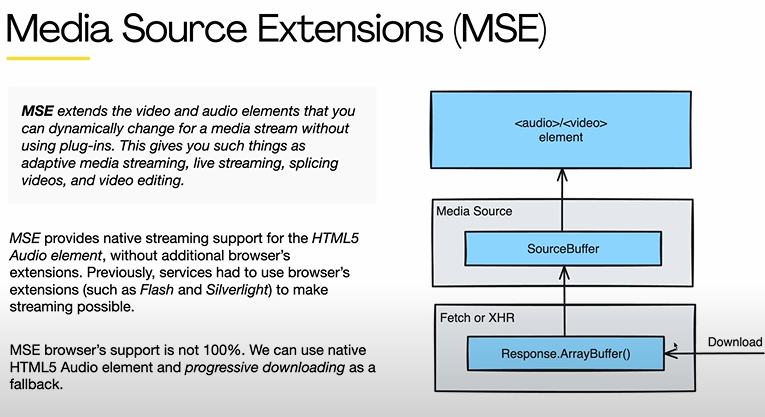 Media Source Extensions (MSE)
MSE extends the video and audio elements that you
can dynamically change for a media stream without
using plug-ins. This gives you such things as
adaptive media streaming, live streaming, splicing
videos, and video editing.
MSE provides native streaming support for the HTML5
Audio element, without additional browser's
extensions. Previously, services had to use browser's
extensions (such as Flash and Silverlight) to make
streaming possible.
MSE browser's support is not 100%. We can use native
HTML5 Audio element and progressive downloading as a
fallback.
<audio>/<video>
element
Media Source
SourceBuffer
Fetch or XHR
Response.ArrayBuffer()
Download